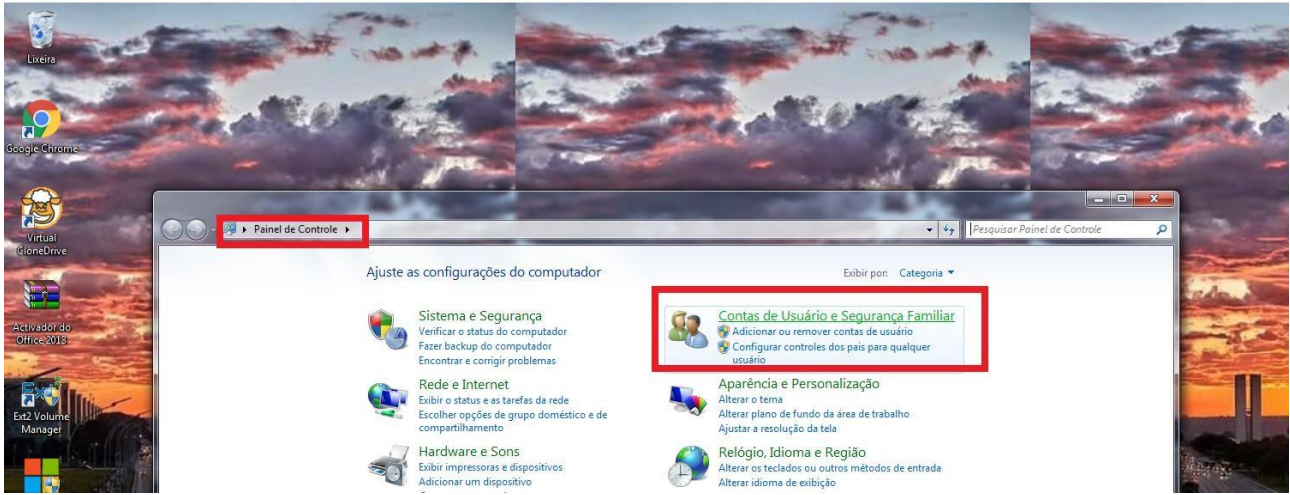 Lixeira
Google Chrome
Virtual
CloneDrive
Activador do
Office 2013
Ext2 Volume
Manager
Painel de Controle
Pesquisar Painel de Controle
Ajuste as configurações do computador
Exibir por: Categoria
Sistema e Segurança
Verificar o status do computador
Fazer backup do computador
Encontrar e corrigir problemas
Rede e Internet
Exibir o status e as tarefas da rede
Escolher opções de grupo doméstico e de
compartilhamento
Hardware e Sons
Exibir impressoras e dispositivos
Adicionar um dispositivo
Contas de Usuário e Segurança Familiar
Adicionar ou remover contas de usuário
Configurar controles dos pais para qualquer
usuário
Aparência e Personalização
Alterar o tema
Alterar plano de fundo da área de trabalho
Ajustar a resolução da tela
Relógio, Idioma e Região
Alterar os teclados ou outros métodos de entrada
Alterar idioma de exibição